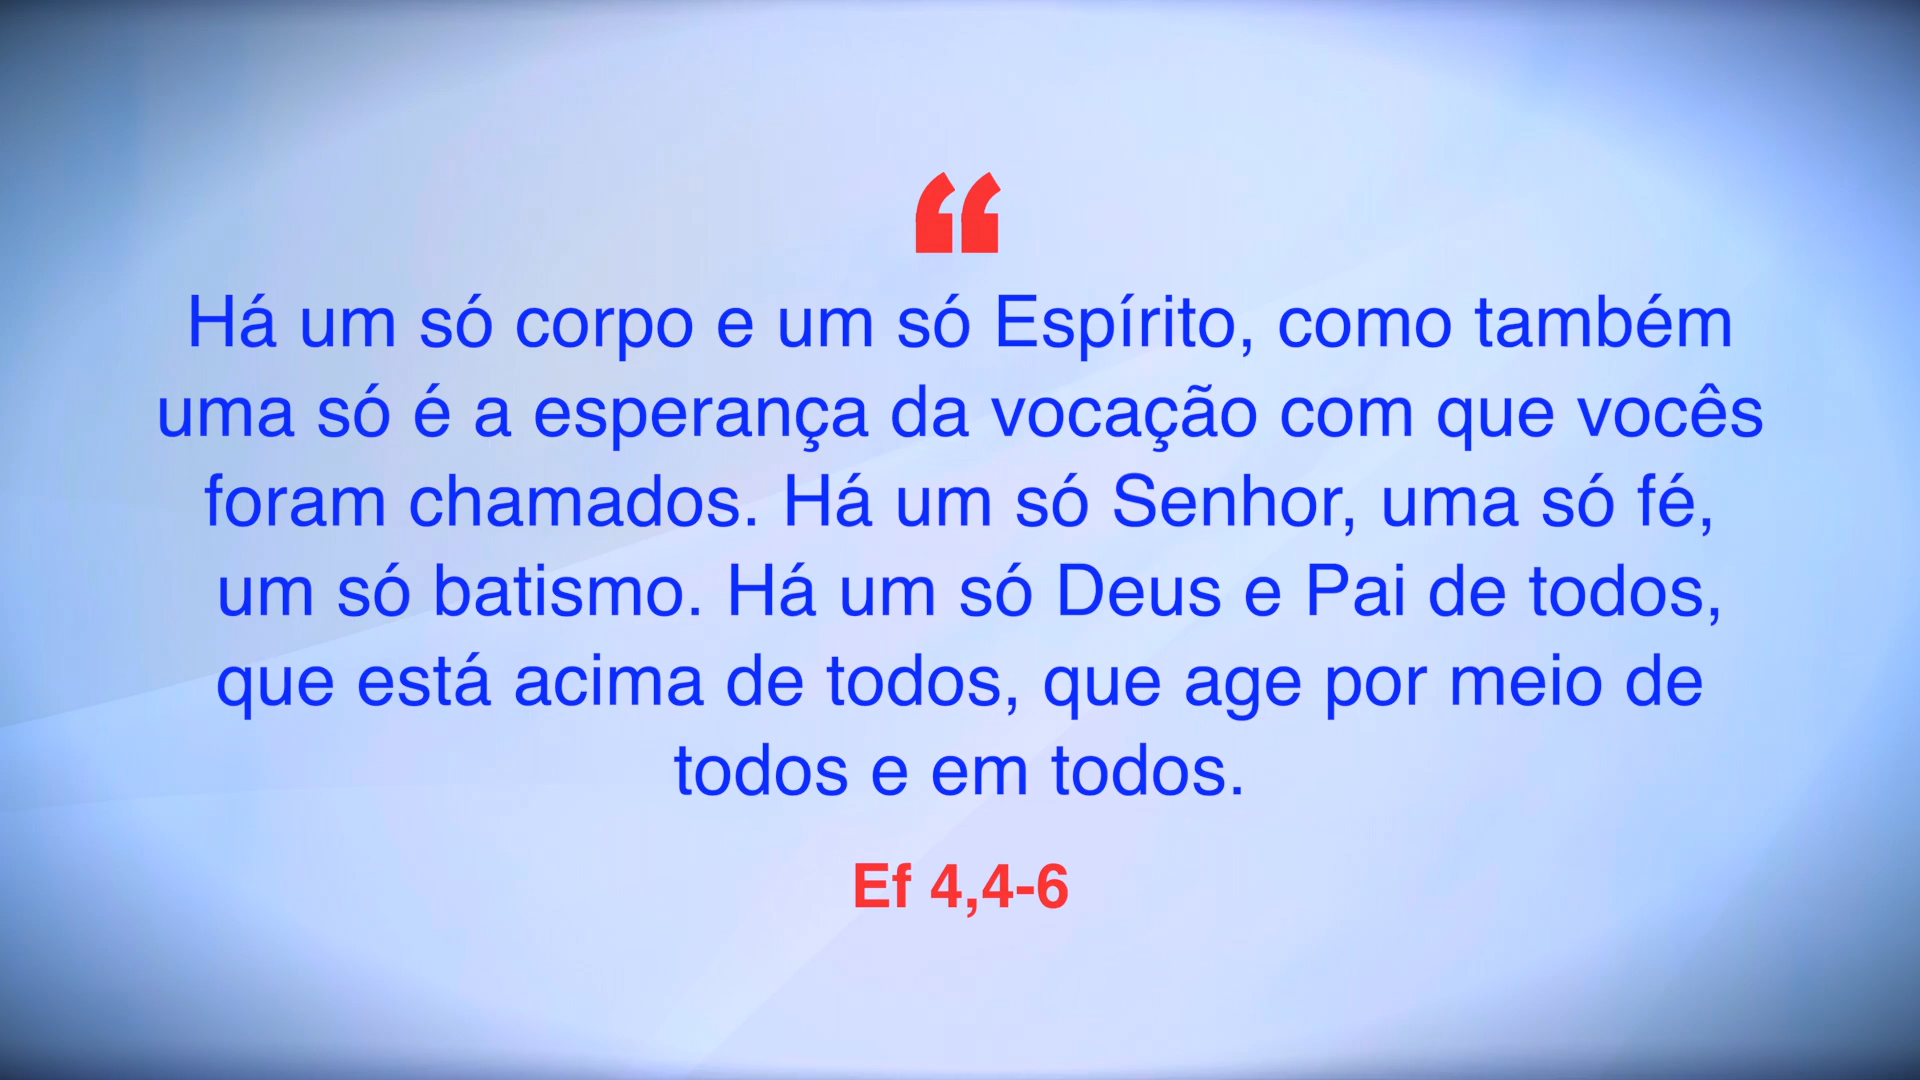 “
Há um só corpo e um só Espírito, como também
uma só é a esperança da vocação com que vocês
foram chamados. Há um só Senhor, uma só fé,
um só batismo. Há um só Deus e Pai de todos,
que está acima de todos, que age por meio de
todos e em todos.
Ef 4,4-6